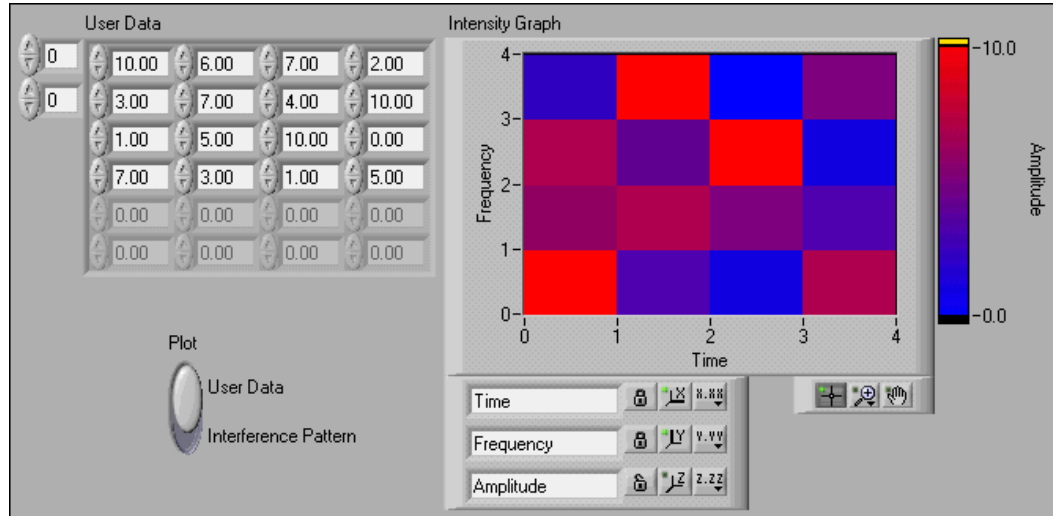 User Data
0
0
10.00 6.00 7.00 2.00
3.00 7.00 4.00 10.00
1.00 5.00 10.00 0.00
7.00 3.00 1.00 5.00
0.00 0.00 0.00 0.00
0.00 0.00 0.00 0.00
Plot
User Data
Interference Pattern
Intensity Graph
Frequency
4
3
2
1
0
0 1 2 3 4
Time
10.0
0.0
Amplitude
Time X X.XX
Frequency Y Y.YY
Amplitude Z Z.ZZ